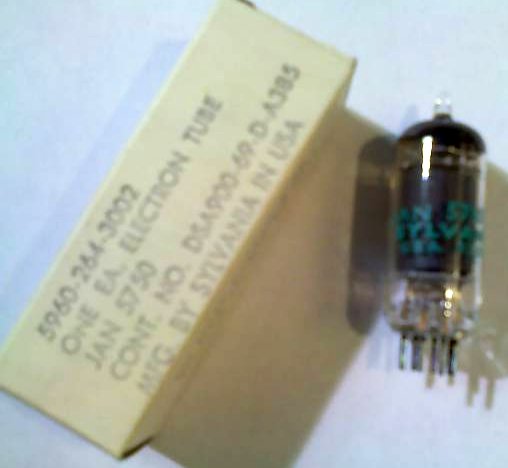 5960-264-3002
ONE EA. ELECTRON TUBE
JAN 5750
CONT NO. DSA900-69-D-A385
MFG BY SYLVANIA IN USA
JAN